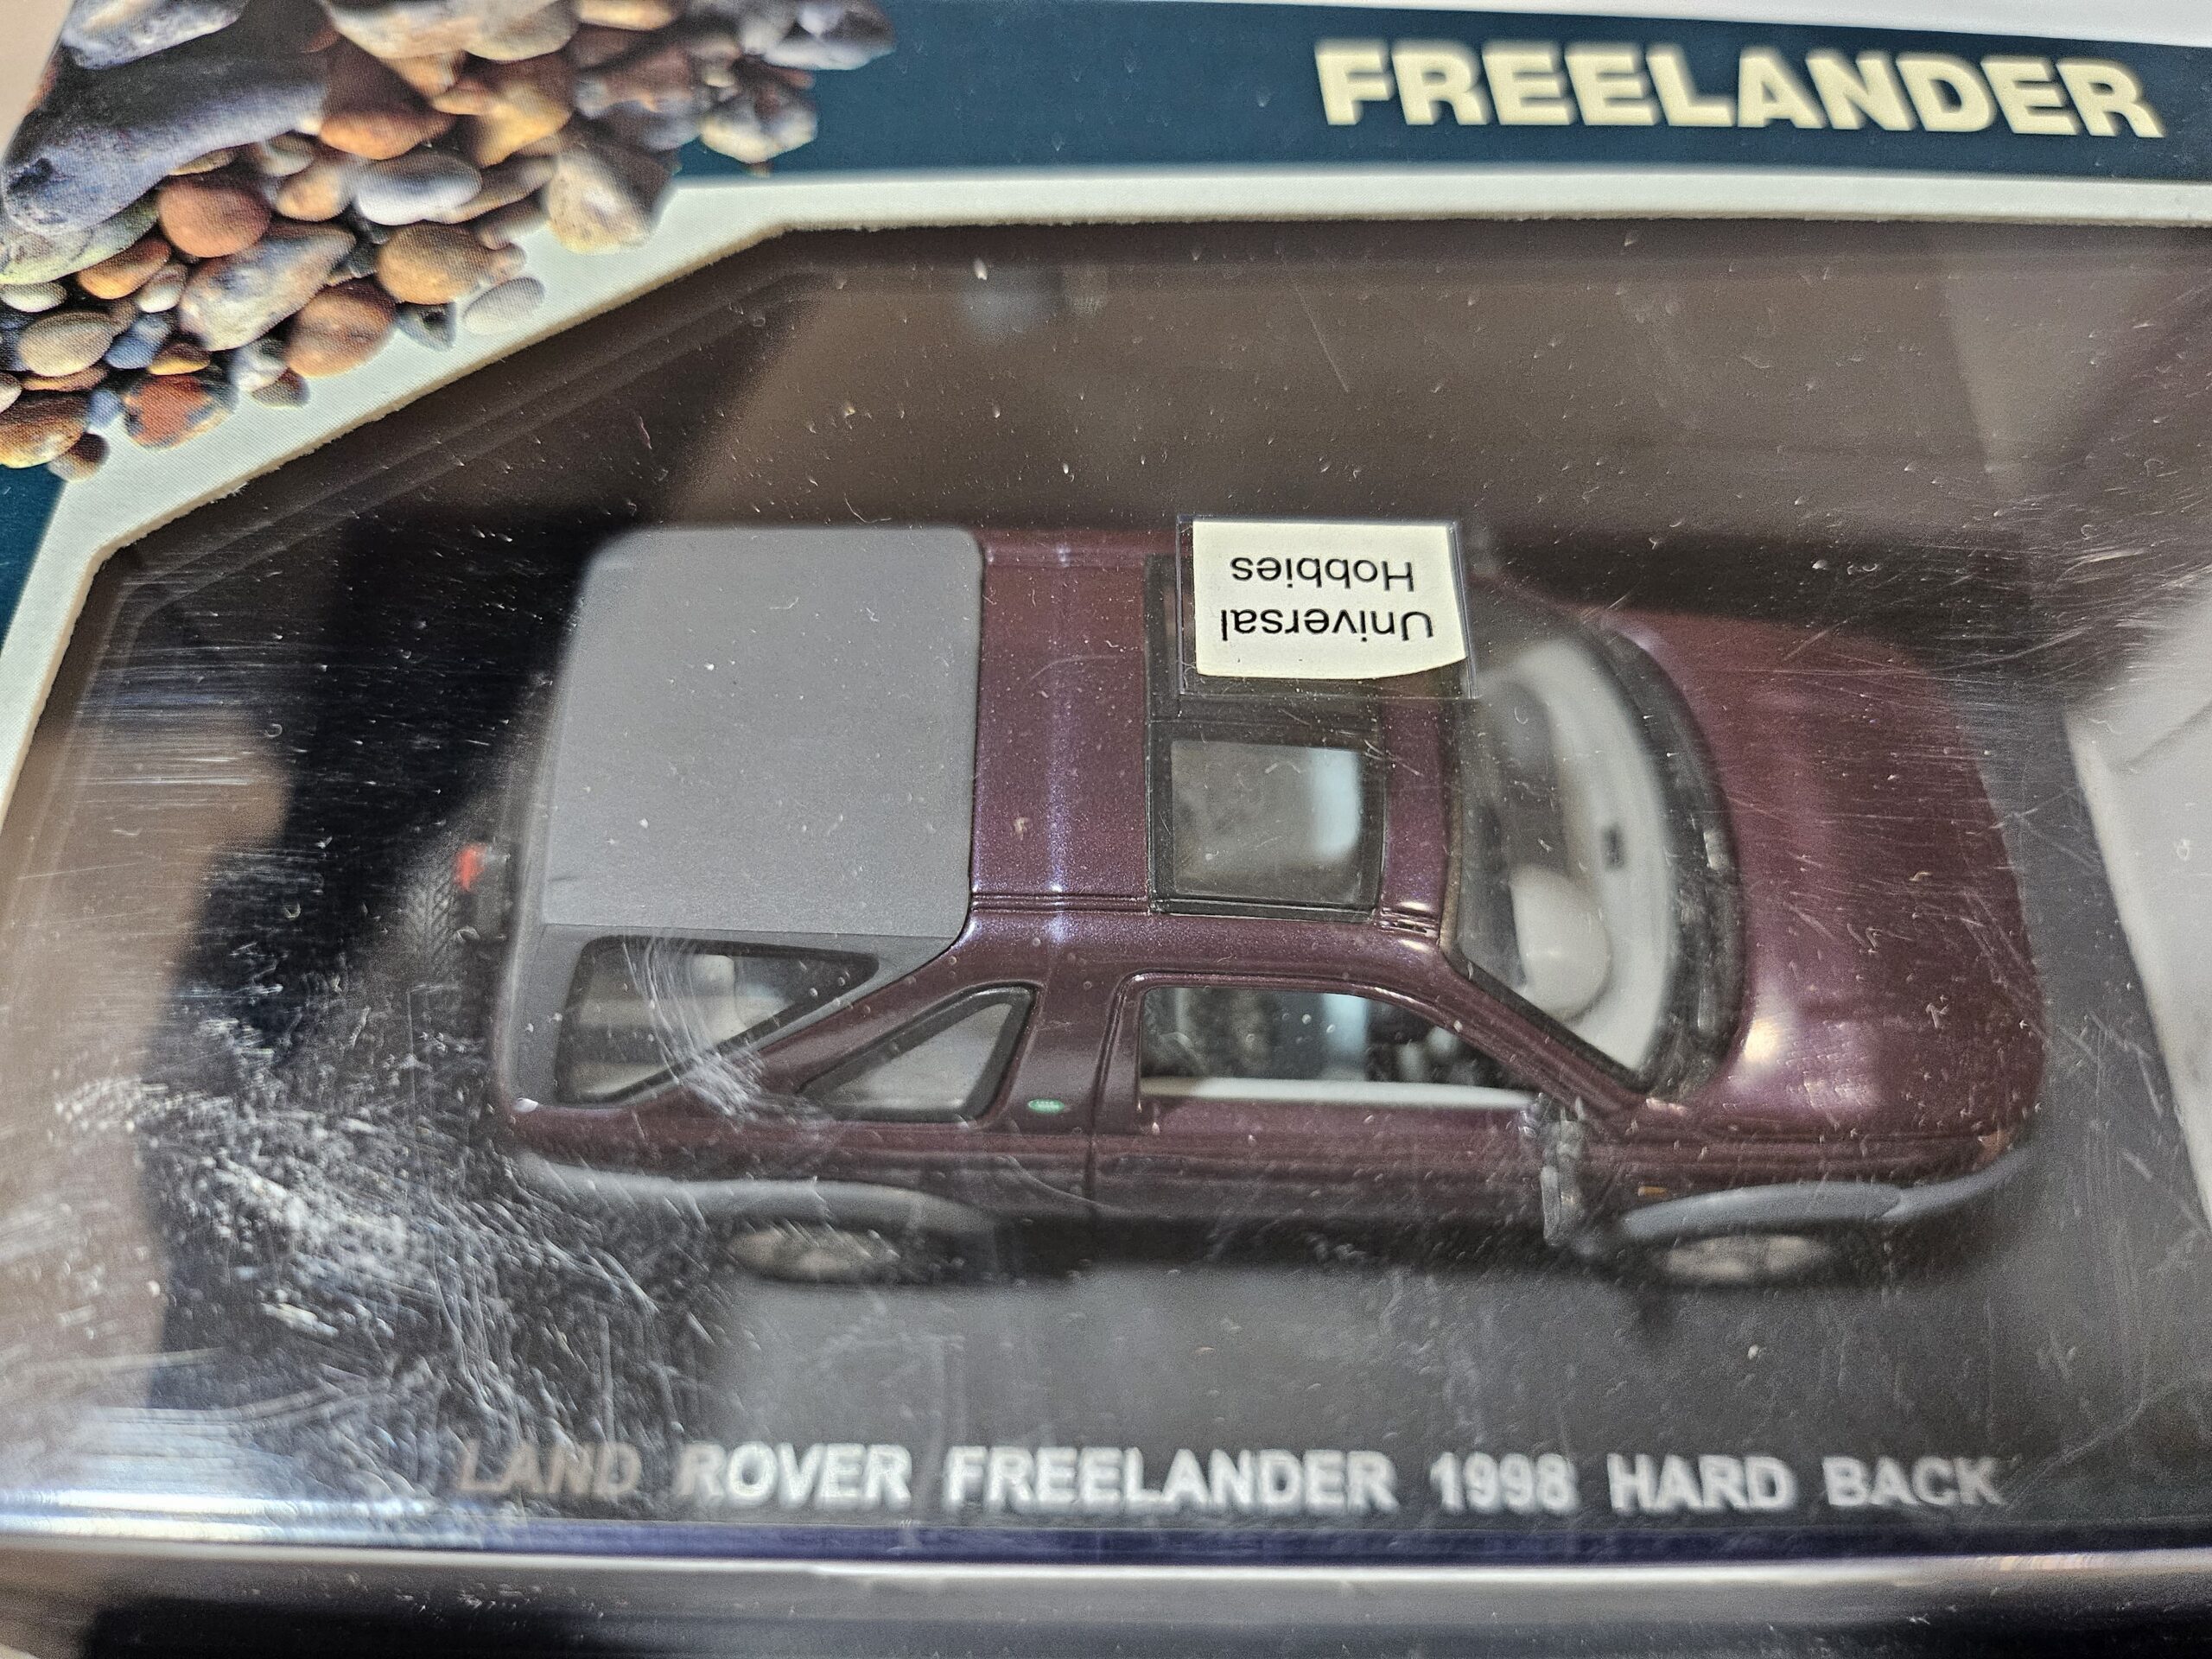 FREELANDER
Universal
Hobbies
LAND ROVER FREELANDER 1998 HARD BACK